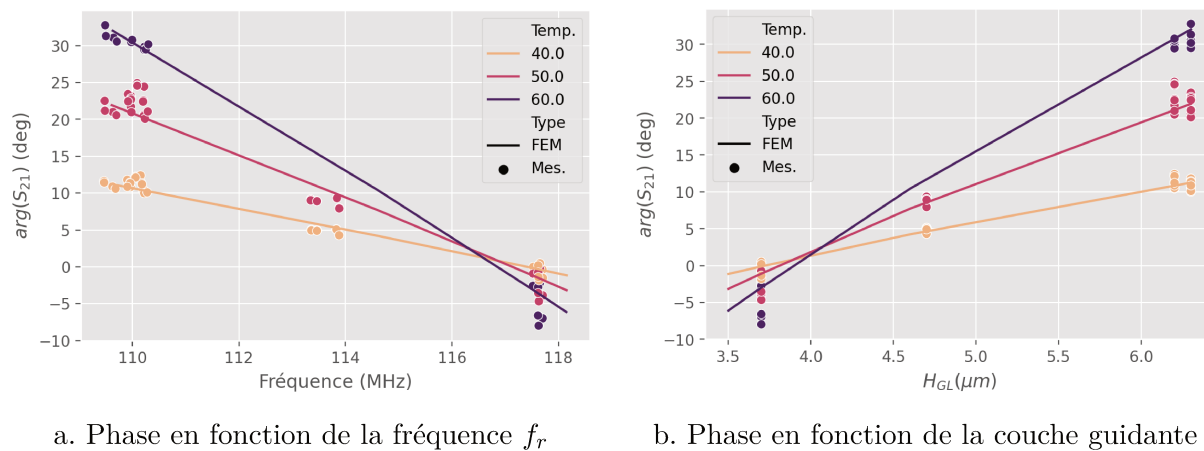 30
25
20
15
10
5
0
−5
−10
110
112
114
116
118
arg(S21) (deg)
Fréquence (MHz)
Temp.
40.0
50.0
60.0
Type
FEM
Mes.
a. Phase en fonction de la fréquence fr
35
30
25
20
15
10
5
0
−5
−10
3.5
4.0
4.5
5.0
5.5
6.0
arg(S21) (deg)
HGL(μm)
Temp.
40.0
50.0
60.0
Type
FEM
Mes.
b. Phase en fonction de la couche guidante